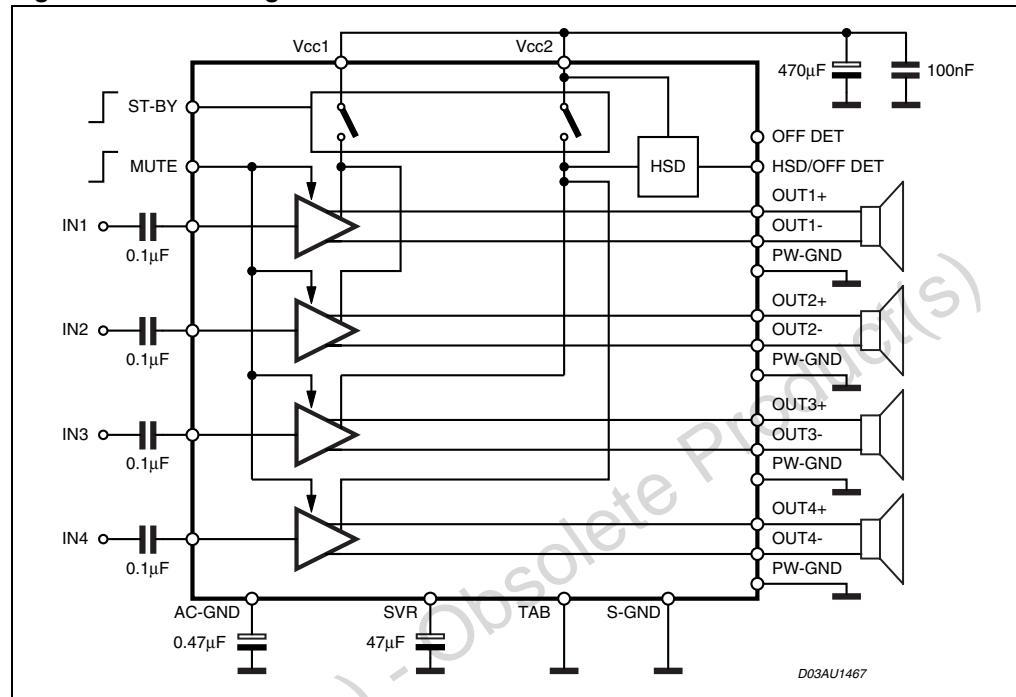 Vcc1
Vcc2
470μF
100nF
ST-BY
OFF DET
MUTE
HSD
HSD/OFF DET
OUT1+
IN1
OUT1-
0.1μF
PW-GND
OUT2+
IN2
OUT2-
0.1μF
PW-GND
OUT3+
IN3
OUT3-
0.1μF
PW-GND
OUT4+
IN4
OUT4-
0.1μF
PW-GND
AC-GND
SVR
TAB
S-GND
0.47μF
47μF
D03AU1467
) - Obsolete Product(s)